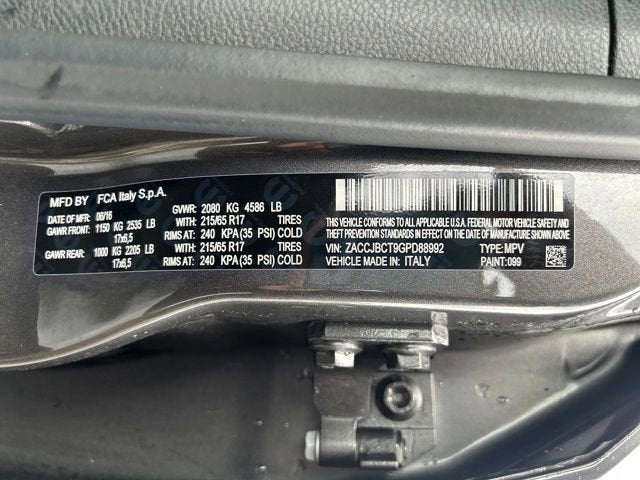 MFD BY FCA Italy S.p.A.
DATE OF MFR: 06/16 GVWR: 2080 KG 4586 LB
GAWR FRONT: 1150 KG 2535 LB WITH 215/65 R17 TIRES
17x6,5 RIMS AT: 240 KPA(35 PSI) COLD
GAWR REAR: 1000 KG 2205 LB WITH 215/65 R17 TIRES
17x6,5 RIMS AT: 240 KPA(35 PSI) COLD
THIS VEHICLE CONFORMS TO ALL APPLICABLE U.S.A. FEDERAL MOTOR
VEHICLE SAFETY, BUMPER AND THEFT PREVENTION STANDARDS IN
EFFECT ON THE DATE OF MANUFACTURE SHOWN ABOVE
VIN: ZACCJBCT9GPD88992 TYPE: MPV
VEHICLE MADE IN: ITALY PAINT: 099